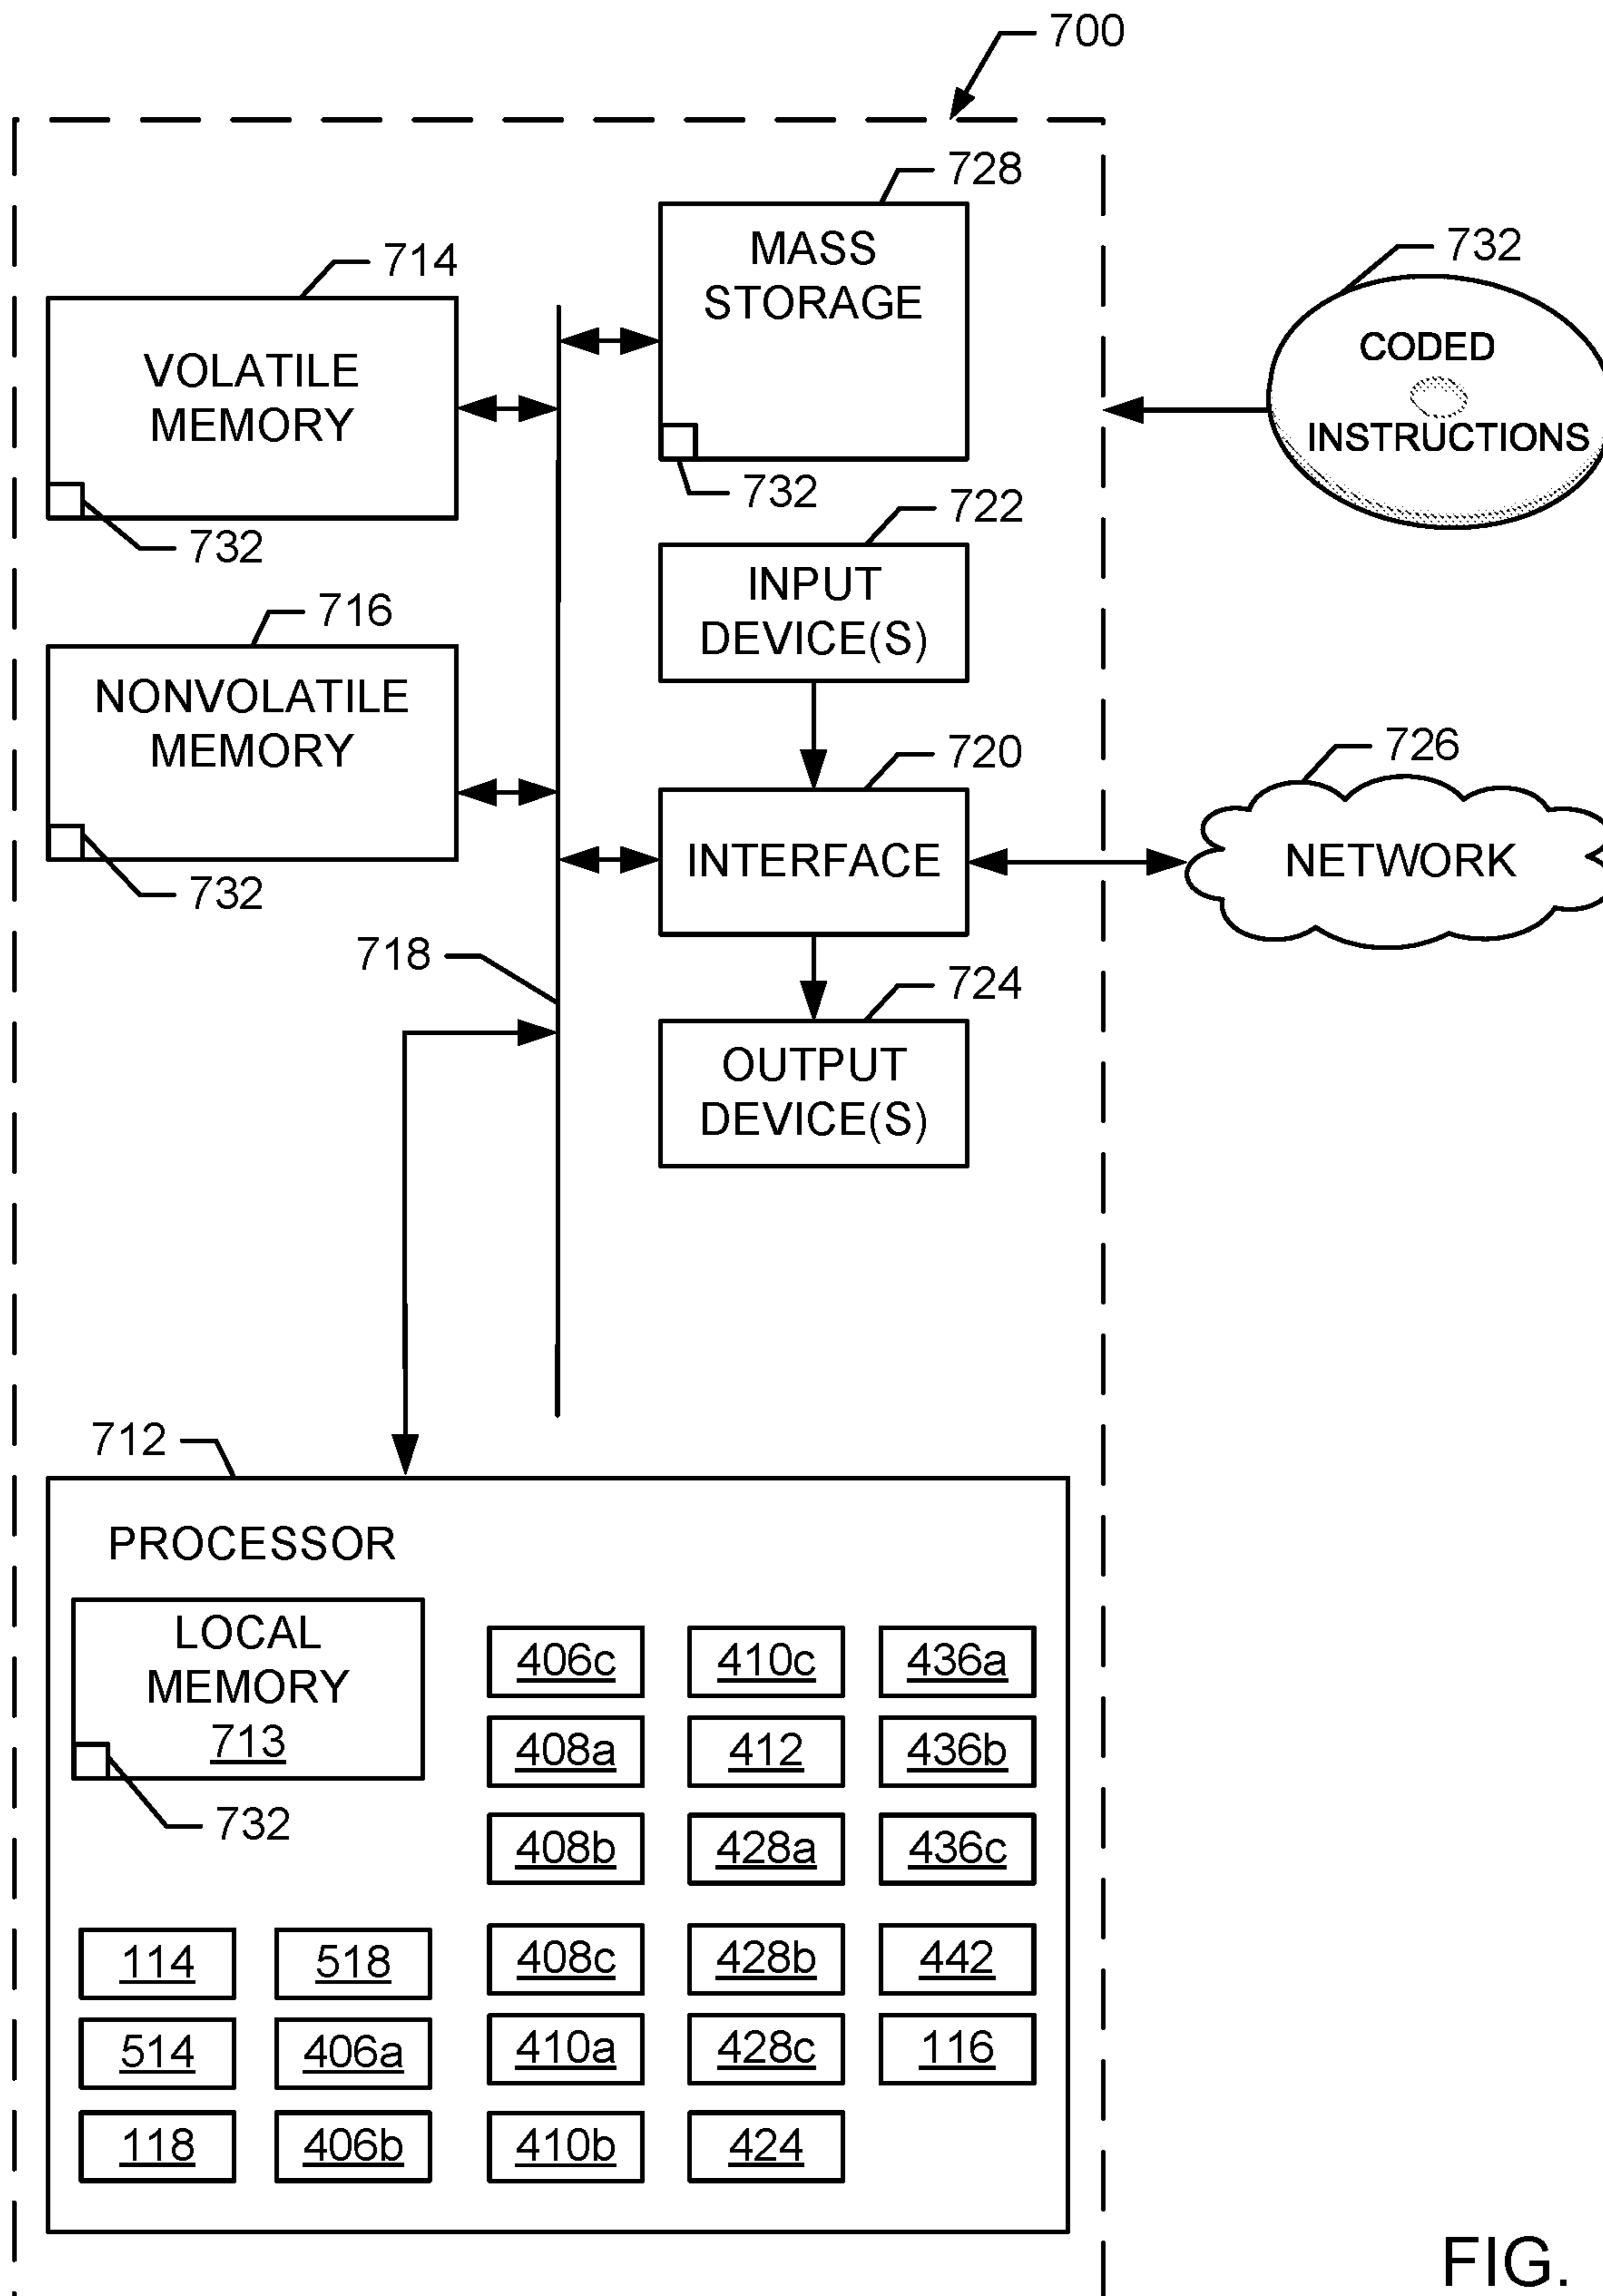 700
728
MASS
STORAGE
732
714
VOLATILE
MEMORY
732
732
CODED
INSTRUCTIONS
722
INPUT
DEVICE(S)
716
NONVOLATILE
MEMORY
732
720
INTERFACE
726
NETWORK
718
724
OUTPUT
DEVICE(S)
712
PROCESSOR
LOCAL
MEMORY
713
732
406c 410c 436a
408a 412 436b
408b 428a 436c
114 518 408c 428b 442
514 406a 410a 428c 116
118 406b 410b 424
FIG.